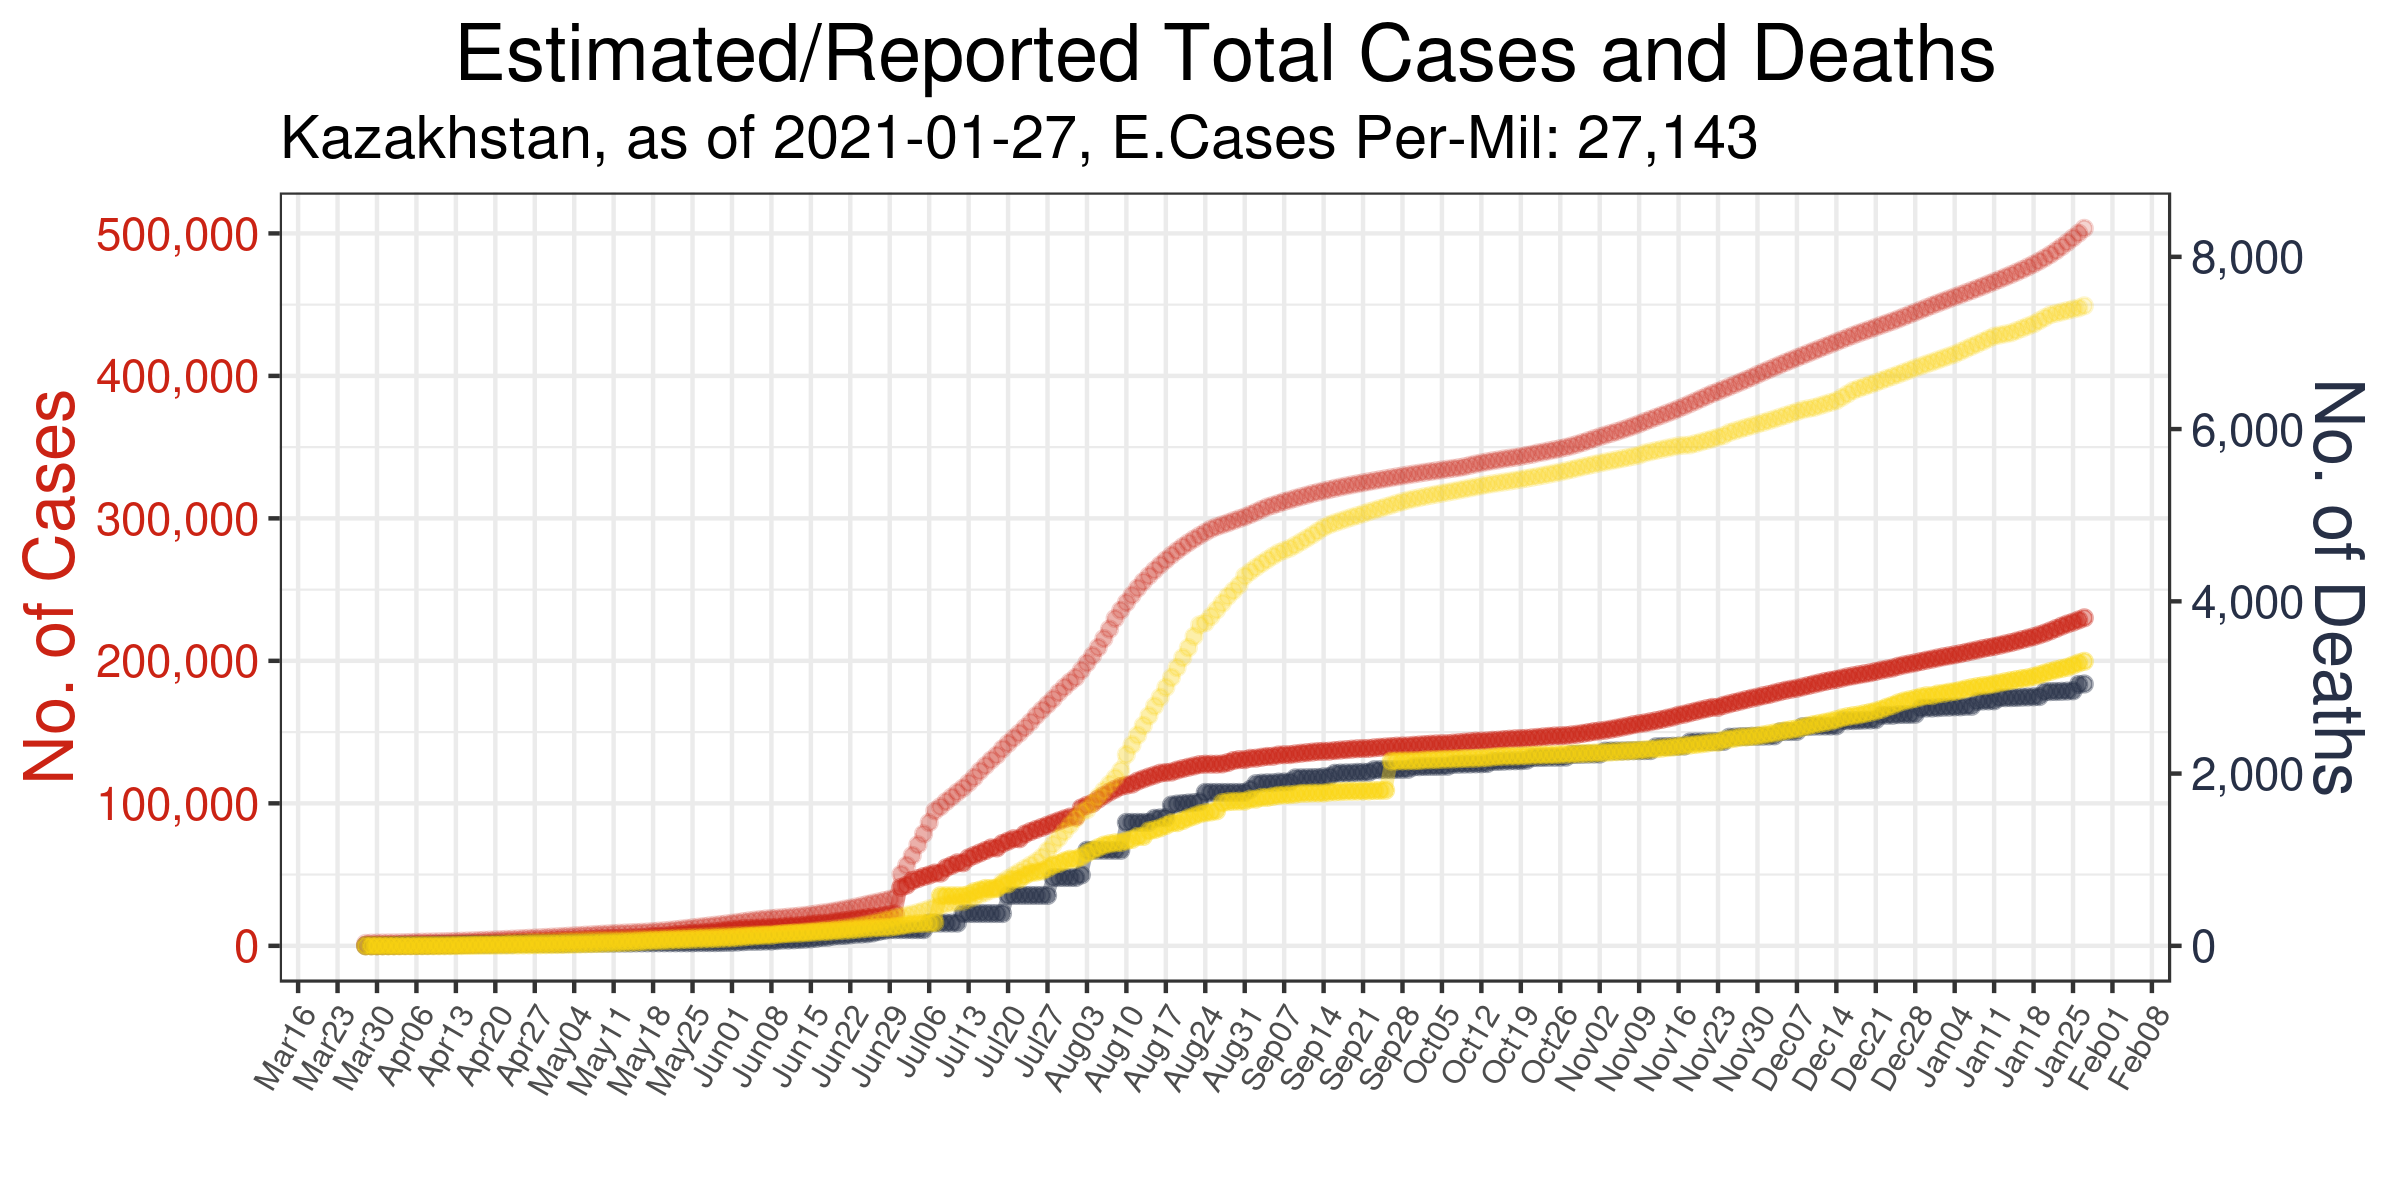 Estimated/Reported Total Cases and Deaths
Kazakhstan, as of 2021-01-27, E.Cases Per-Mil: 27,143
No. of Cases
500,000
400,000
300,000
200,000
100,000
0
8,000
6,000
4,000
2,000
0
No. of Deaths
Mar16 Mar23 Mar30 Apr06 Apr13 Apr20 Apr27 May04 May11 May18 May25 Jun01 Jun08 Jun15 Jun22 Jun29 Jul06 Jul13 Jul20 Jul27 Aug03 Aug10 Aug17 Aug24 Aug31 Sep07 Sep14 Sep21 Sep28 Oct05 Oct12 Oct19 Oct26 Nov02 Nov09 Nov16 Nov23 Nov30 Dec07 Dec14 Dec21 Dec28 Jan04 Jan11 Jan18 Jan25 Feb01 Feb08